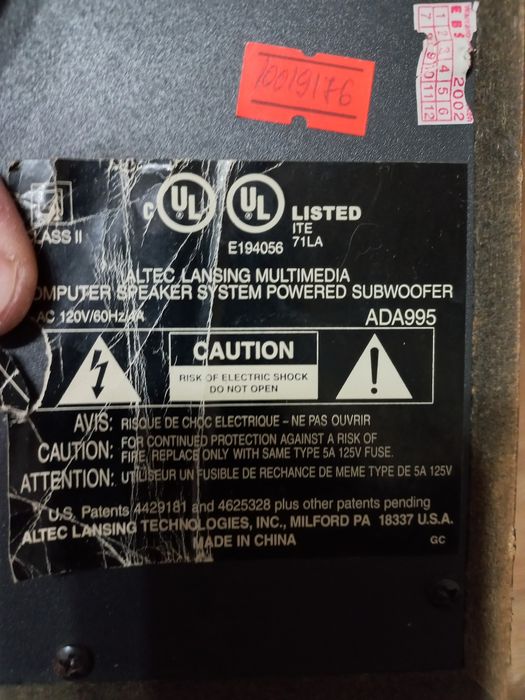 10019176
EBS 2002
1 2 3 4 5 6
7 8 9 10 11 12
C UL UL LISTED
ITE
E194056 71LA
CLASS II
ALTEC LANSING MULTIMEDIA
COMPUTER SPEAKER SYSTEM POWERED SUBWOOFER
AC 120V/60Hz/4A ADA995
CAUTION
RISK OF ELECTRIC SHOCK
DO NOT OPEN
AVIS: RISQUE DE CHOC ELECTRIQUE – NE PAS OUVRIR
CAUTION: FOR CONTINUED PROTECTION AGAINST A RISK OF
FIRE, REPLACE ONLY WITH SAME TYPE 5A 125V FUSE.
ATTENTION: UTILISEUR UN FUSIBLE DE RECHANCE DE MEME TYPE DE 5A 125V
U.S. Patents 4429181 and 4625328 plus other patents pending
ALTEC LANSING TECHNOLOGIES, INC., MILFORD PA 18337 U.S.A.
MADE IN CHINA
GC